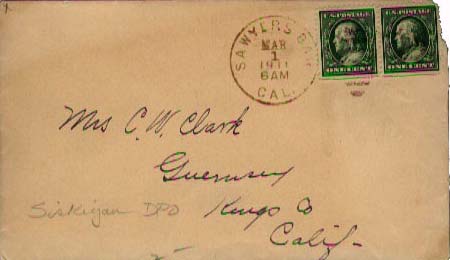 SAWYERS BAR
MAR
1
1911
6AM
CAL.
U.S. POSTAGE
ONE CENT
U.S. POSTAGE
ONE CENT
Mrs C. W. Clark
Guernsey
Kings Co
Calif-
Siskiyou DPO